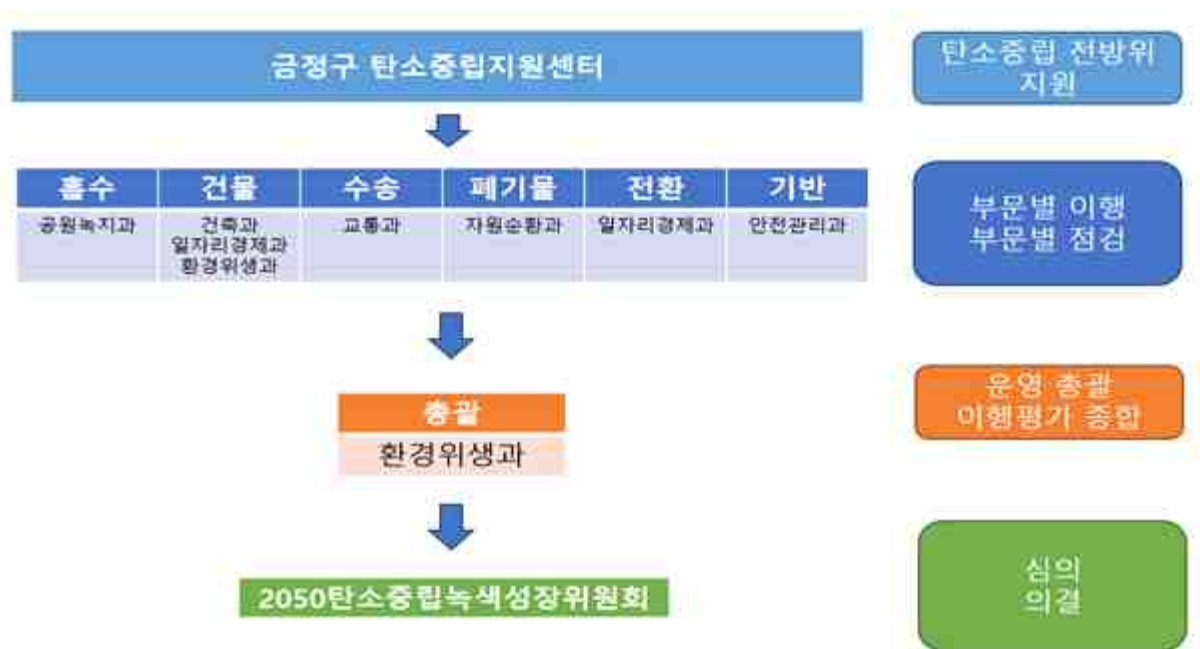 금정구 탄소중립지원센터
탄소중립 전방위
지원
흡수 건물 수송 폐기물 전환 기반
공원녹지과 건축과 교통과 자원순환과 일자리경제과 안전관리과
일자리경제과
환경위생과
부문별 이행
부문별 점검
총괄
환경위생과
운영 총괄
이행평가 종합
2050탄소중립녹색성장위원회
심의
의결